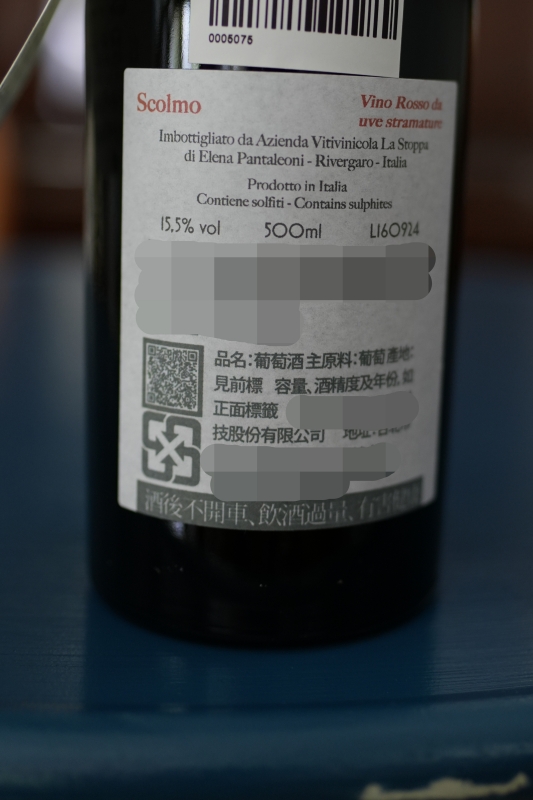 0005075
Scolmo
Vino Rosso da
uve stramature
Imbottigliato da Azienda Vitivinicola La Stoppa
di Elena Pantaleoni - Rivergaro - Italia
Prodotto in Italia
Contiene solfiti - Contains sulphites
15,5% vol 500ml L160924
品名:葡萄酒 主原料:葡萄 產地:
見前標 容量、酒精度及年份,如
正面標籤
技股份有限公司 地址:
酒後不開車、飲酒過量、有害健康